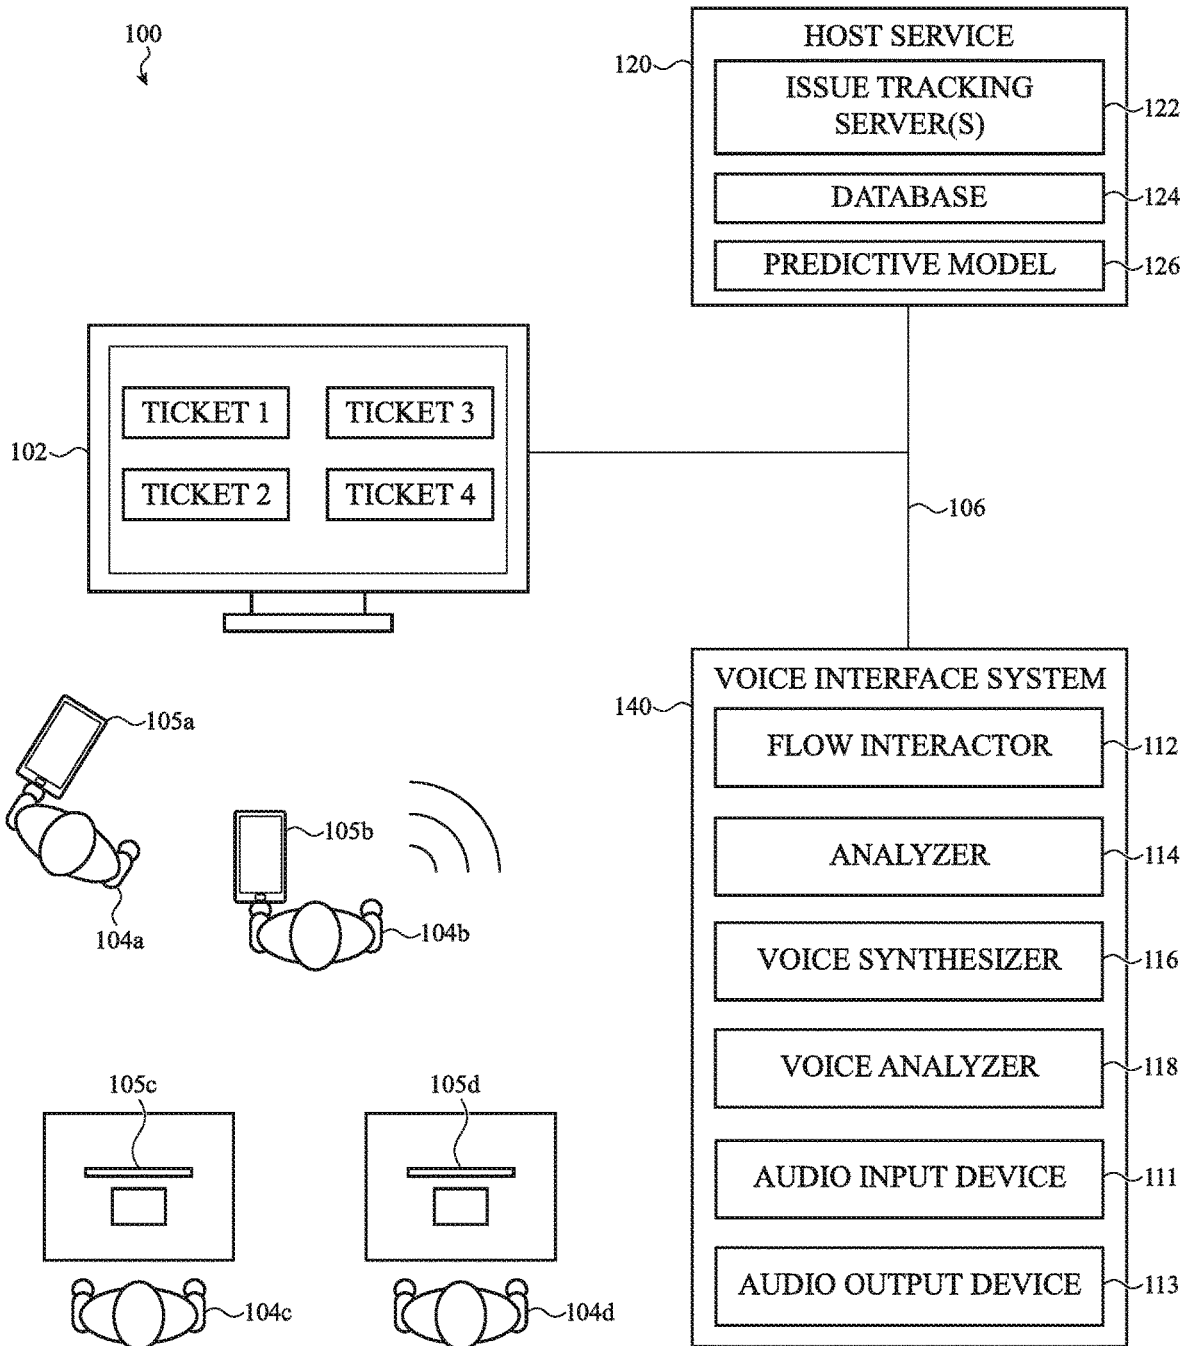 100
HOST SERVICE
120
ISSUE TRACKING
SERVER(S)
122
DATABASE
124
PREDICTIVE MODEL
126
102
TICKET 1
TICKET 3
TICKET 2
TICKET 4
106
VOICE INTERFACE SYSTEM
140
FLOW INTERACTOR
112
ANALYZER
114
VOICE SYNTHESIZER
116
VOICE ANALYZER
118
AUDIO INPUT DEVICE
111
AUDIO OUTPUT DEVICE
113
105a
104a
105b
104b
105c
105d
104c
104d